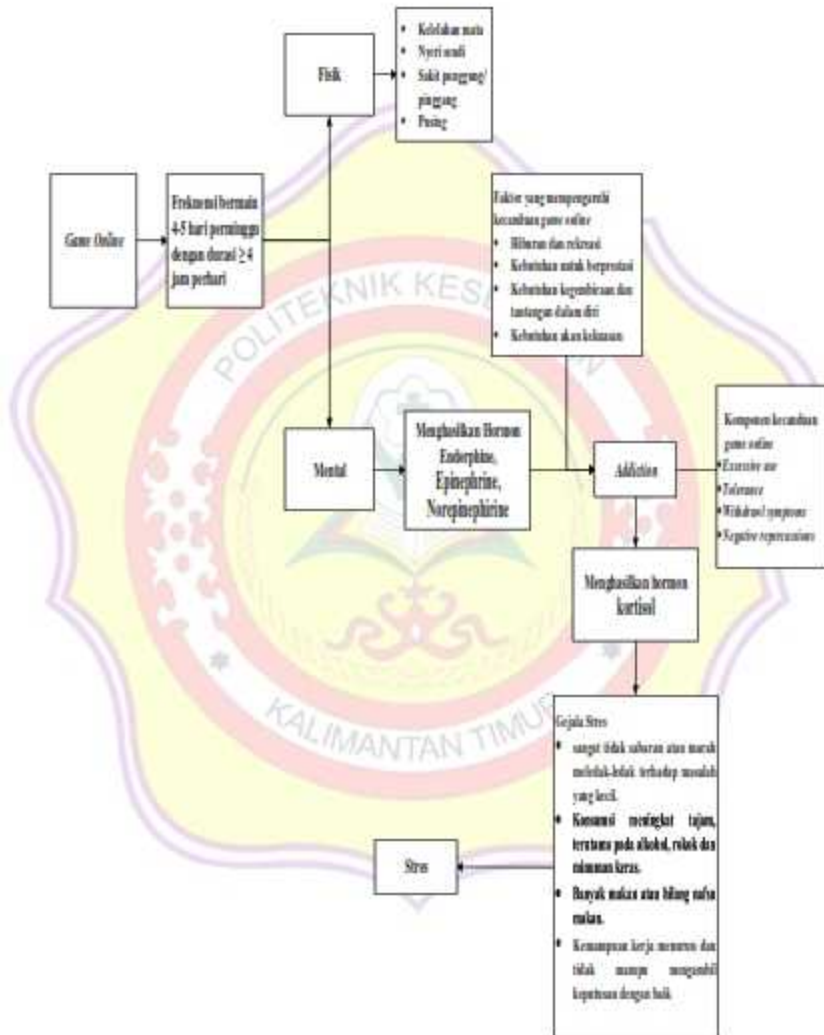 Fisik
• Kelelahan mata
• Nyeri sendi
• Sakit punggung/
pinggang
• Pusing
Game Online
Frekuensi bermain
4-5 hari perminggu
dengan durasi ≥ 4
jam perhari
Faktor yang mempengaruhi
kecanduan game online
• Hiburan dan rekreasi
• Kebutuhan untuk berprestasi
• Kebutuhan kegembiraan dan
tantangan dalam diri
• Kebutuhan akan kekuasaan
POLITEKNIK KESE
Mental
Menghasilkan Hormon
Endorphine,
Epinephrine,
Norepinephirine
Addiction
Komponen kecanduan
game online
• Excessive use
• Tolerance
• symptoms
• Negative repercussions
Menghasilkan hormon
kortisol
KALIMANTAN TIMUR
Gejala Stres
• sangat tidak sabaran atau marah
meledak-ledak terhadap masalah
yang kecil.
• Konsumsi meningkat tajam,
terutama pada alkohol, rokok dan
minuman keras.
• Banyak makan atau hilang nafsu
makan.
• Kemampuan kerja menurun dan
tidak mampu mengambil
keputusan dengan baik
Stres